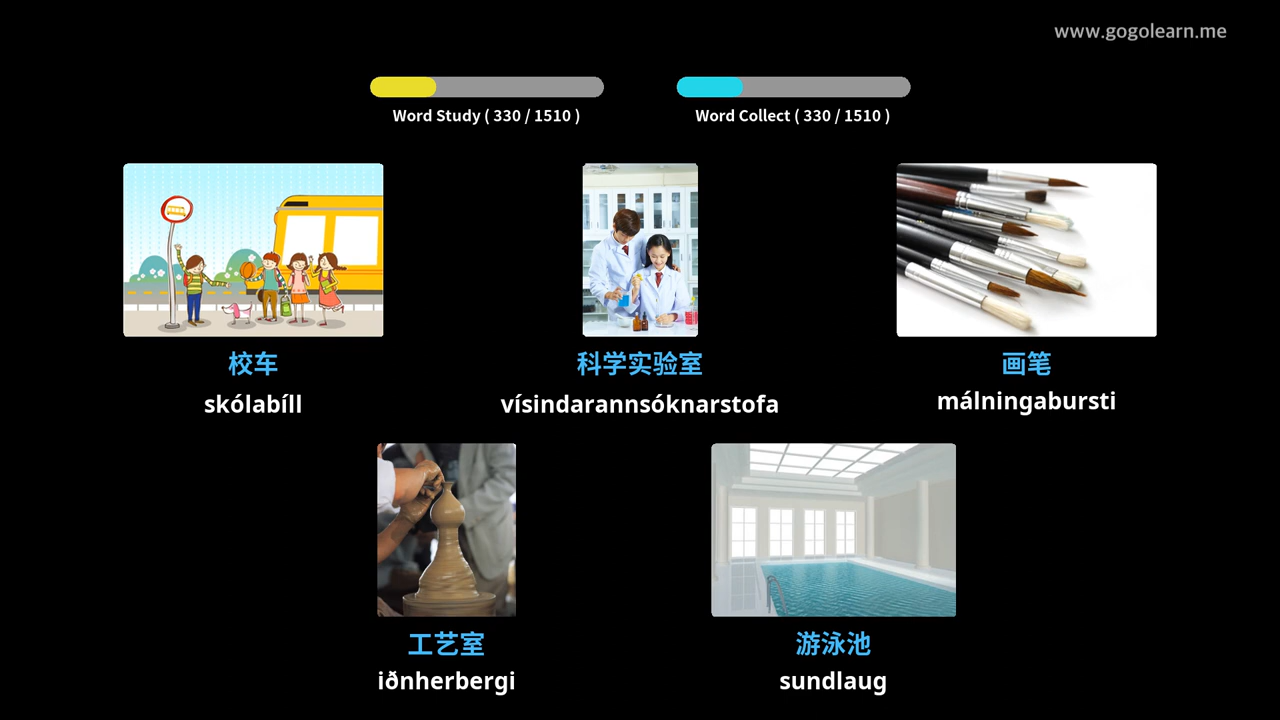 www.gogolearn.me
Word Study ( 330 / 1510 )
Word Collect ( 330 / 1510 )
校车
skólabíll
科学实验室
vísindarannsóknarstofa
画笔
málningabursti
工艺室
iðnherbergi
游泳池
sundlaug